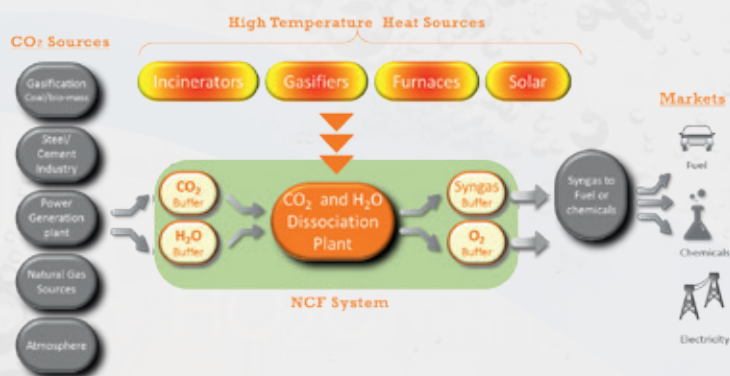 High Temperature Heat Sources
CO₂ Sources
Incinerators
Gasifiers
Furnaces
Solar
Gasification
Coal/bio-mass
Steel/
Cement
Industry
Power
Generation
plant
Natural Gas
Sources
Atmosphere
CO₂
Buffer
H₂O
Buffer
CO₂ and H₂O
Dissociation
Plant
Syngas
Buffer
O₂
Buffer
NCF System
Syngas to
Fuel or
chemicals
Markets
Fuel
Chemicals
Electricity